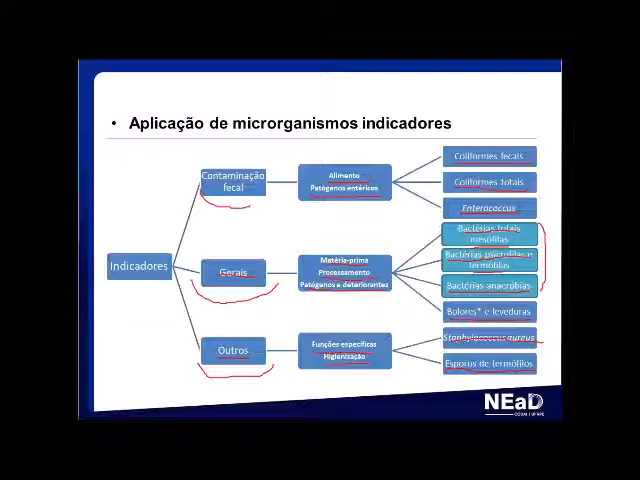 • Aplicação de microrganismos indicadores
Indicadores
Contaminação
fecal
Alimento
Patógenos entéricos
Coliformes fecais
Coliformes totais
Enterococcus
Gerais
Matéria-prima
Processamento
Patógenos e deteriorantes
Bactérias totais
mesófilas
Bactérias psicrófilas e
termófilas
Bactérias anaeróbias
Bolores* e leveduras
Outros
Funções específicas
Higienização
Staphylococcus aureus
Esporos de termófilos
NEaD
CODAI | UFRPE